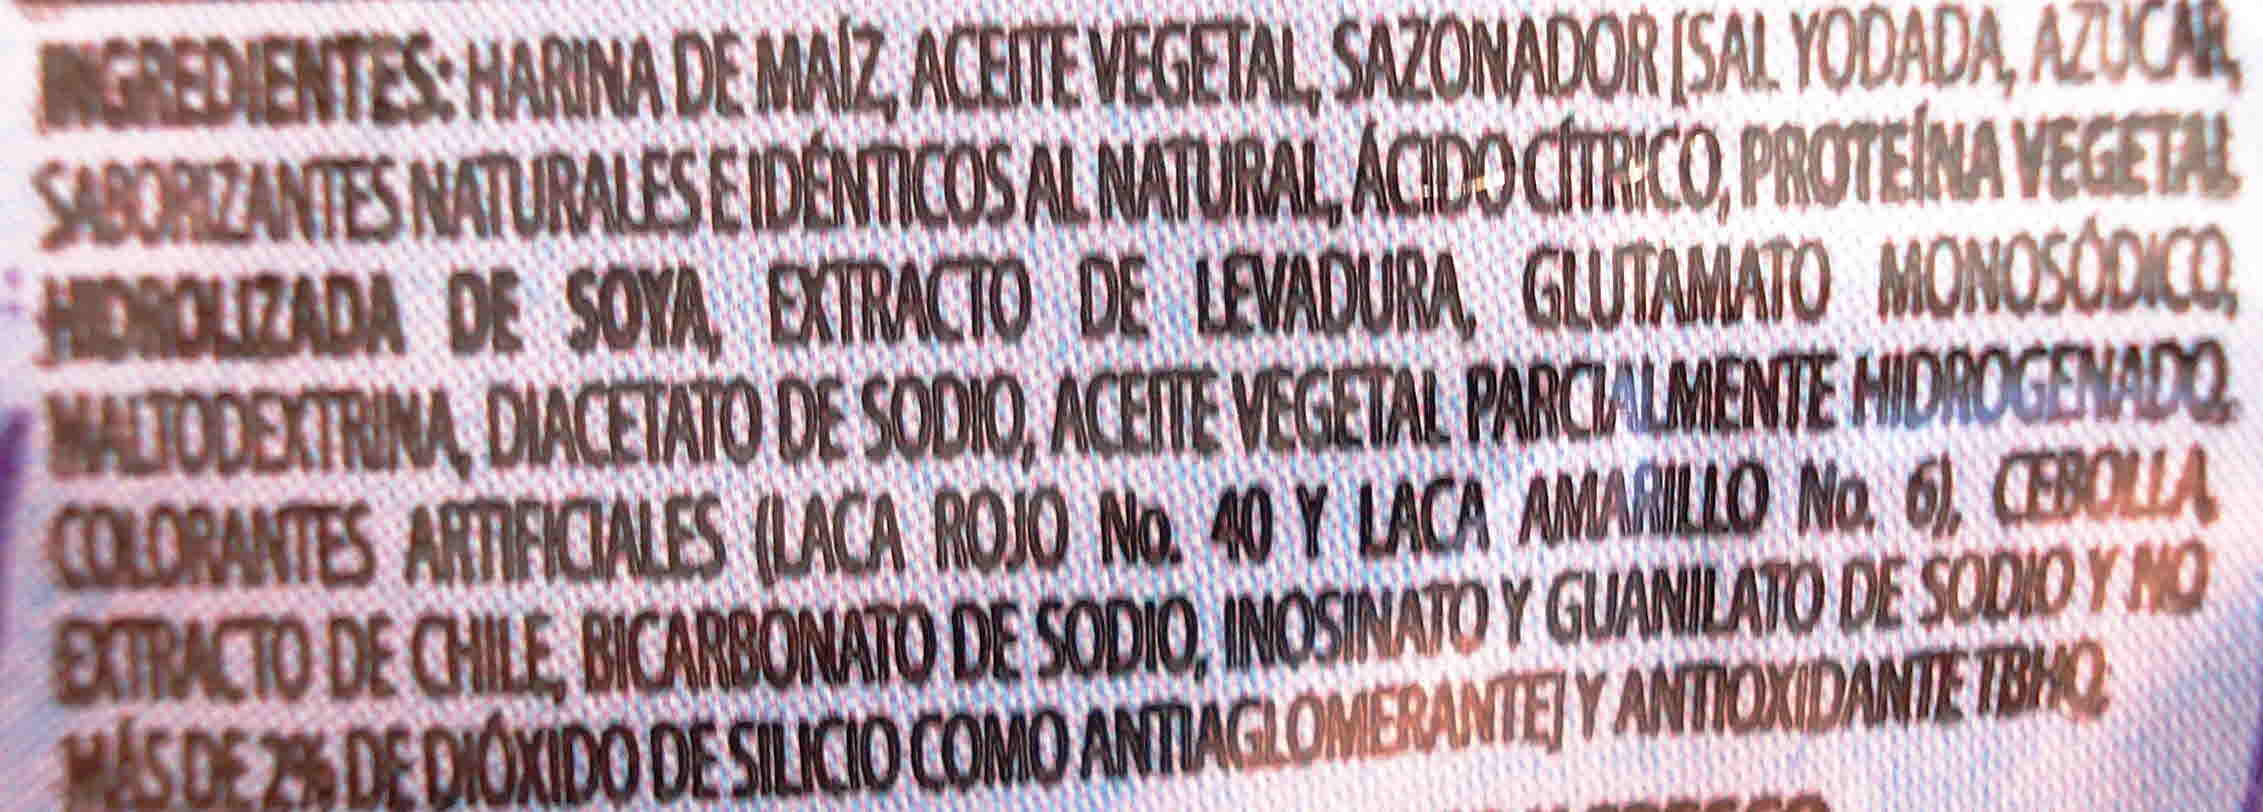 INGREDIENTES: HARINA DE MAÍZ, ACEITE VEGETAL, SAZONADOR [SAL YODADA, AZUCAR,
SABORIZANTES NATURALES E IDÉNTICOS AL NATURAL, ÁCIDO CÍTRICO, PROTEÍNA VEGETAL
HIDROLIZADA DE SOYA, EXTRACTO DE LEVADURA, GLUTAMATO MONOSÓDICO,
MALTODEXTRINA, DIACETATO DE SODIO, ACEITE VEGETAL PARCIALMENTE HIDROGENADO,
COLORANTES ARTIFICIALES (LACA ROJO No. 40 Y LACA AMARILLO No. 6), CEBOLLA,
EXTRACTO DE CHILE, BICARBONATO DE SODIO, INOSINATO Y GUANILATO DE SODIO Y NO
MÁS DE 2% DE DIÓXIDO DE SILICIO COMO ANTIAGLOMERANTE] Y ANTIOXIDANTE TBHQ.